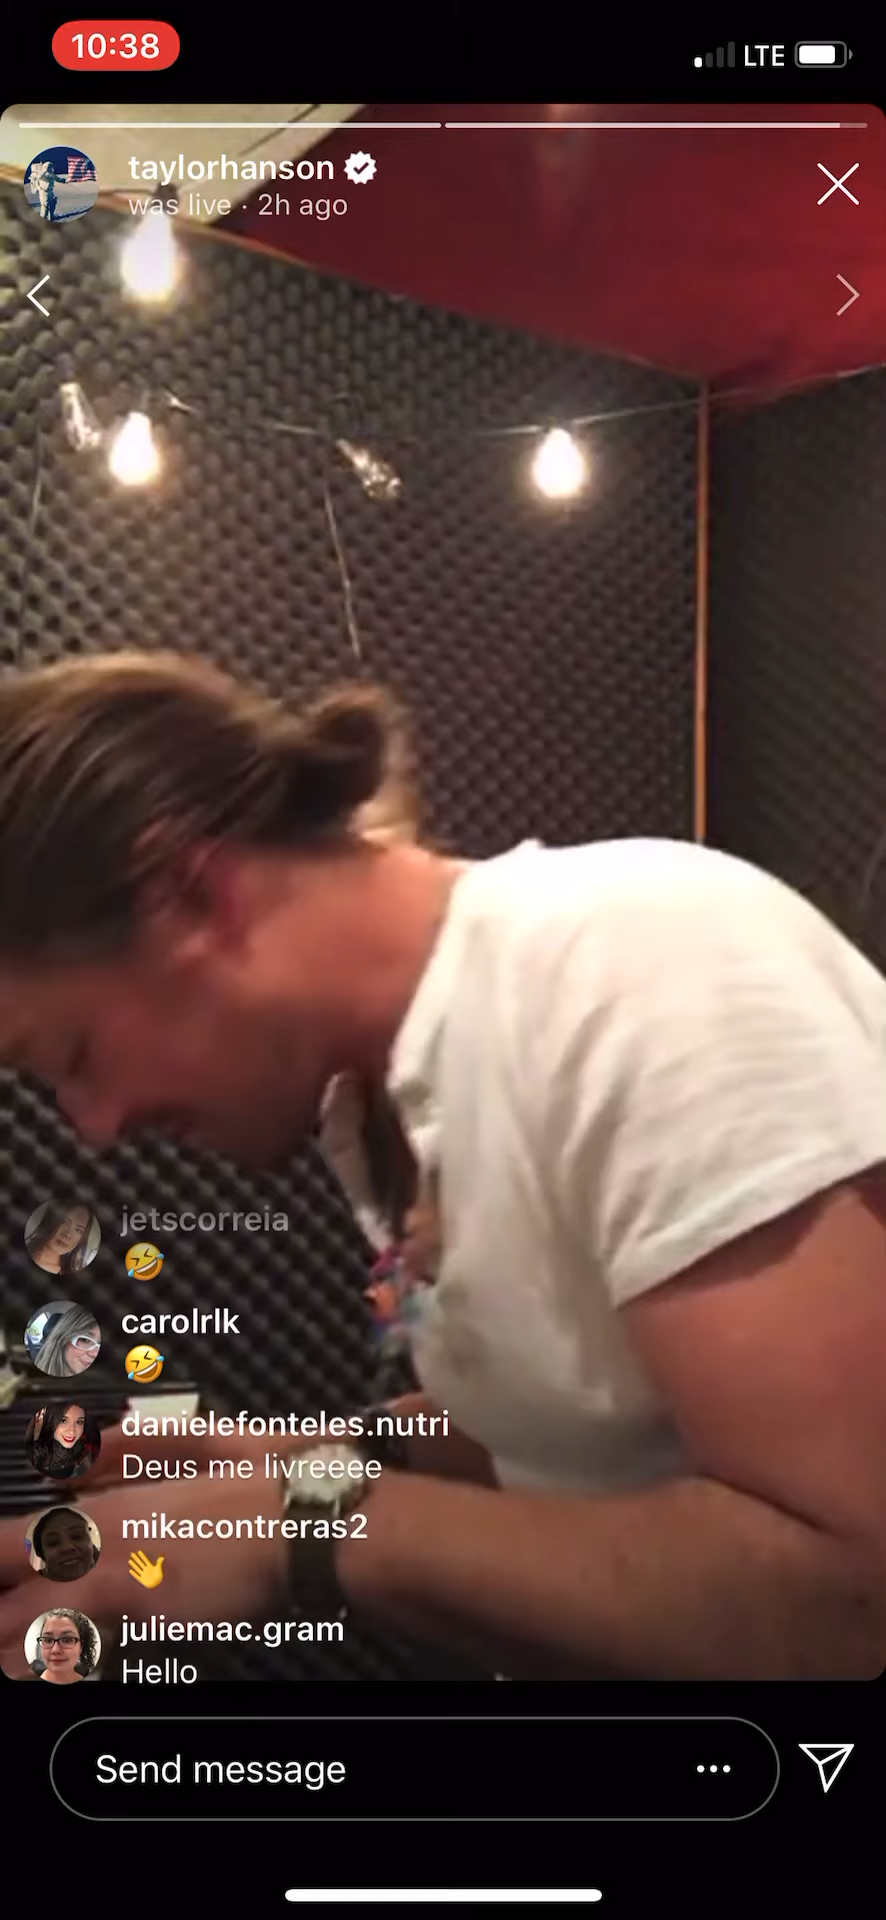 10:38
LTE
taylorhanson
was live · 2h ago
jetscorreia
🤣
carolrlk
🤣
danielefonteles.nutri
Deus me livreeee
mikacontreras2
👋
juliemac.gram
Hello
Send message